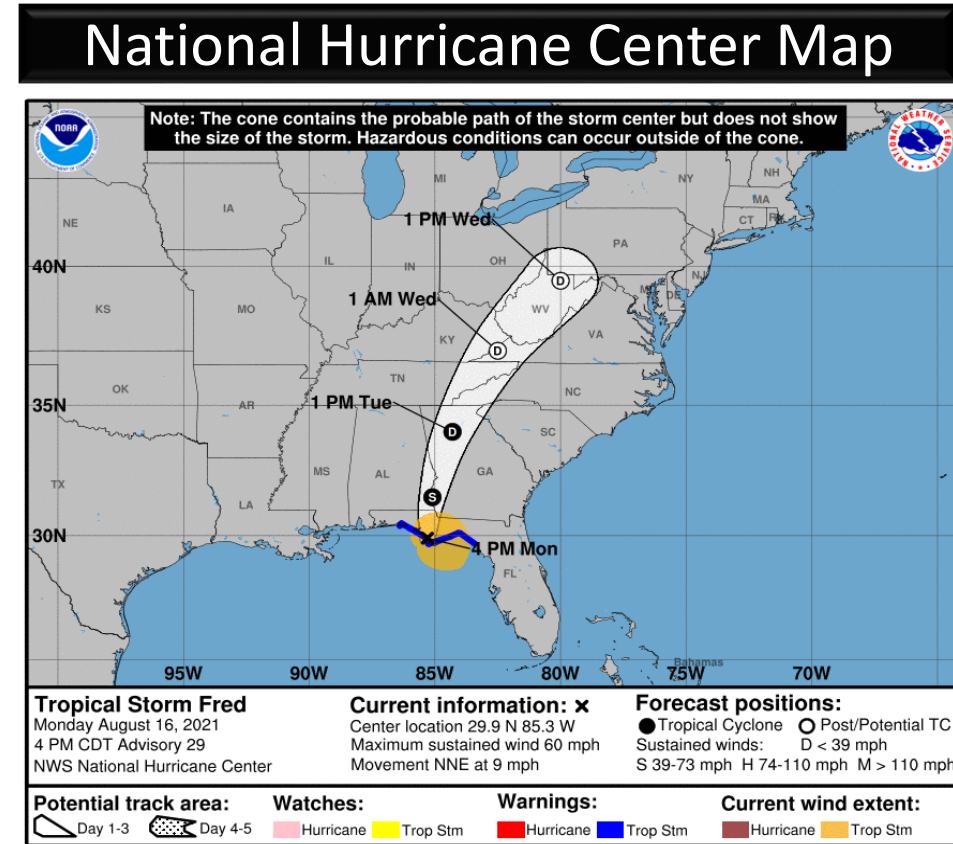 National Hurricane Center Map
NOAA
Note: The cone contains the probable path of the storm center but does not show
the size of the storm. Hazardous conditions can occur outside of the cone.
NATIONAL WEATHER SERVICE
MI
NY
NH
MA
CT
NE
IA
1 PM Wed
PA
IL
IN
OH
40N
NJ
DE
1 AM Wed
KS
MO
WV
VA
KY
TN
OK
AR
1 PM Tue
NC
35N
SC
TX
MS
AL
GA
LA
S
D
D
D
30N
4 PM Mon
FL
Bahamas
95W
90W
85W
80W
75W
70W
Tropical Storm Fred
Monday August 16, 2021
4 PM CDT Advisory 29
NWS National Hurricane Center
Current information: ×
Center location 29.9 N 85.3 W
Maximum sustained wind 60 mph
Movement NNE at 9 mph
Forecast positions:
Tropical Cyclone Post/Potential TC
Sustained winds: D < 39 mph
S 39-73 mph H 74-110 mph M > 110 mph
Potential track area:
Day 1-3 Day 4-5
Watches:
Hurricane Trop Stm
Warnings:
Hurricane Trop Stm
Current wind extent:
Hurricane Trop Stm